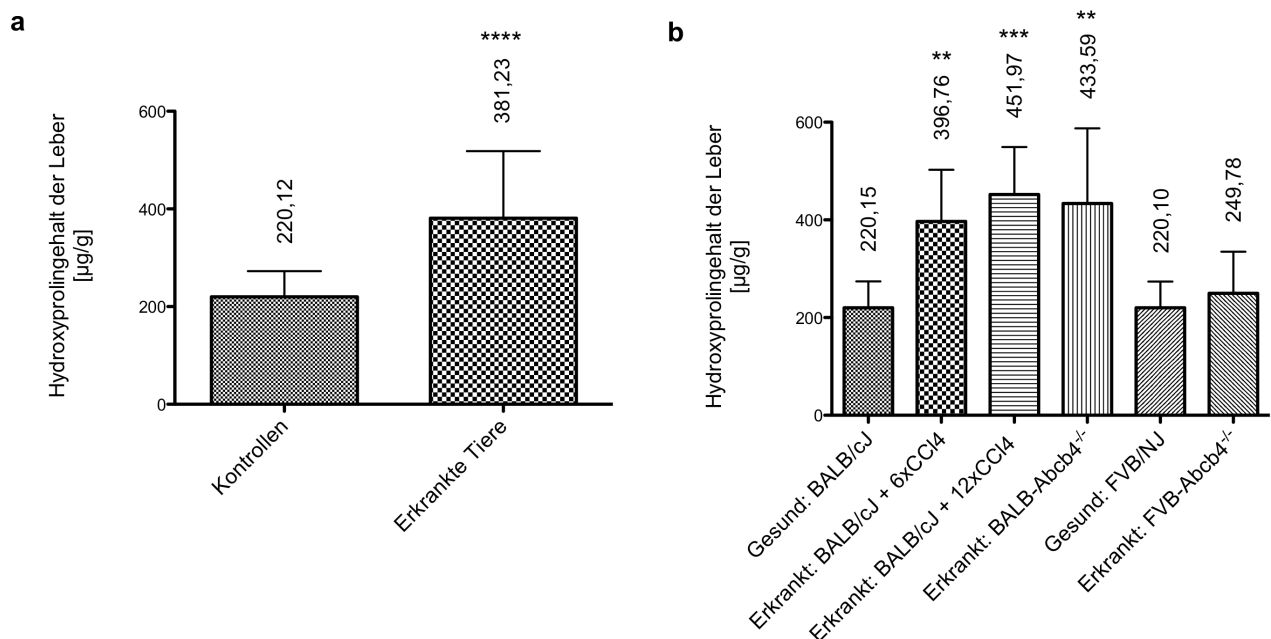 a
Hydroxyprolingehalt der Leber
[µg/g]
600
400
200
0
220,12
****
381,23
Kontrollen
Erkrankte Tiere
b
Hydroxyprolingehalt der Leber
[µg/g]
600
400
200
0
220,15
**
396,76
***
451,97
**
433,59
220,10
249,78
Gesund: BALB/cJ
Erkrankt: BALB/cJ + 6xCCl4
Erkrankt: BALB/cJ + 12xCCl4
Erkrankt: BALB-Abcb4-/-
Gesund: FVB/NJ
Erkrankt: FVB-Abcb4-/-